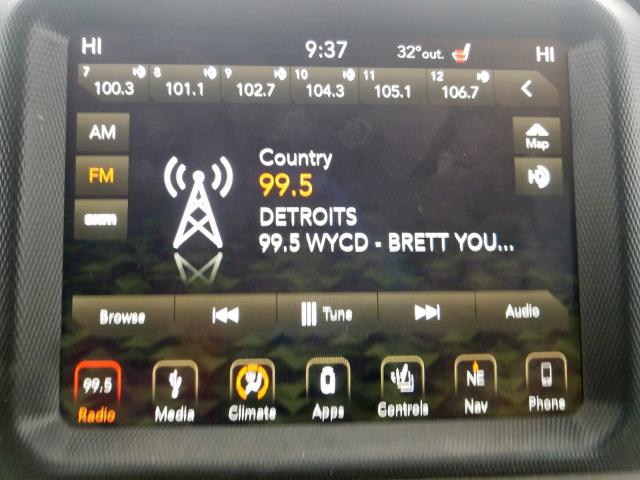 HI 9:37 32°out. HI
7 8 9 10 11 12
100.3 101.1 102.7 104.3 105.1 106.7
AM
Map
FM
Country
99.5
DETROITS
99.5 WYCD - BRETT YOU...
Browse Tune Audio
99.5 NE
Radio Media Climate Apps Controls Nav Phone